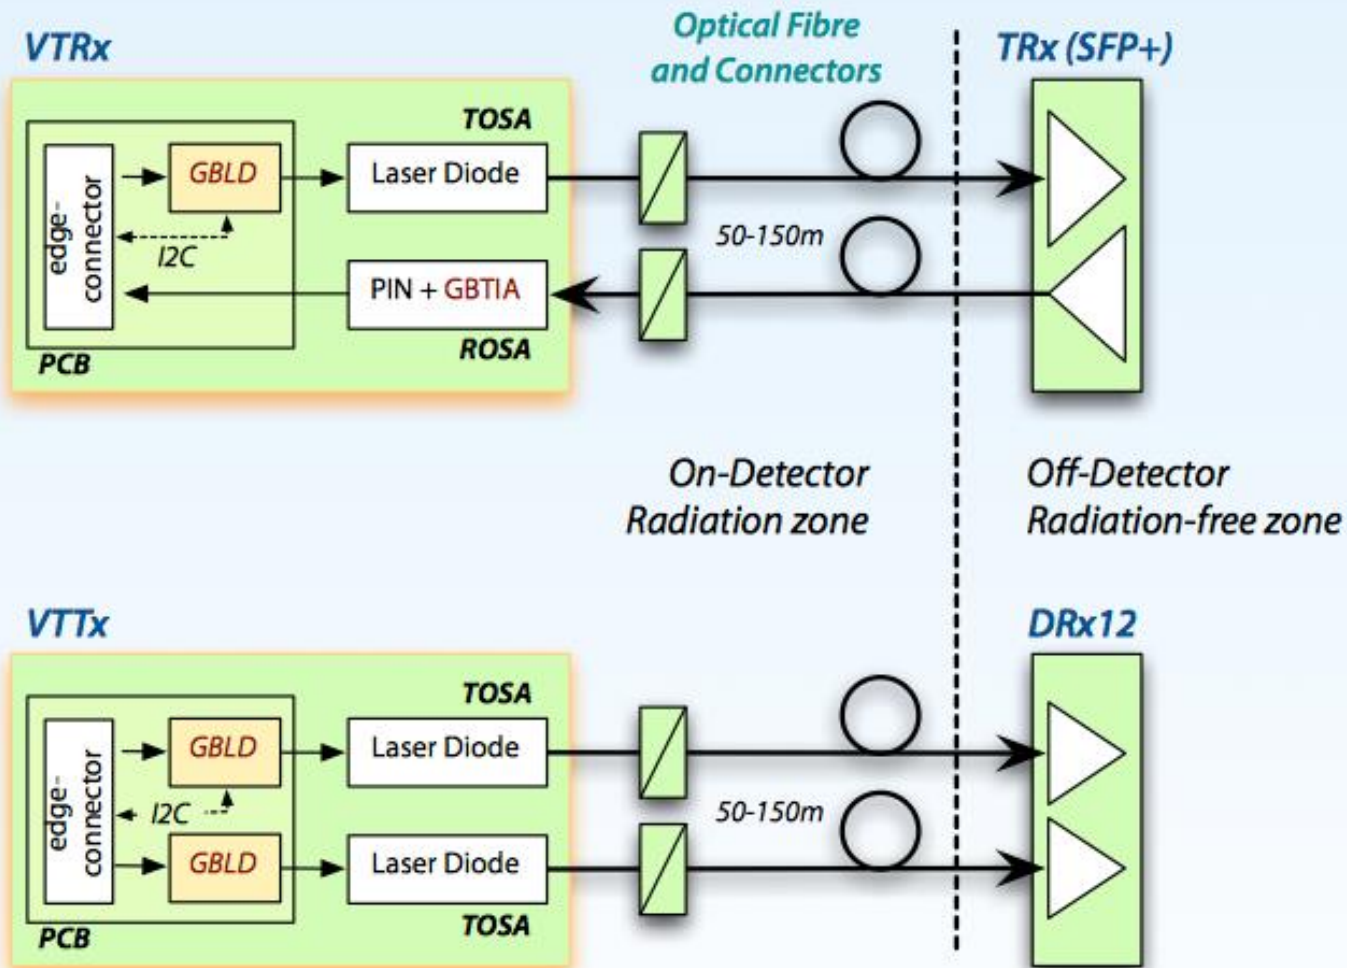 VTRx
Optical Fibre
and Connectors
TRx (SFP+)
TOSA
edge-
connector
GBLD
Laser Diode
I2C
50-150m
PIN + GBTIA
ROSA
PCB
On-Detector
Radiation zone
Off-Detector
Radiation-free zone
VTTx
DRx12
TOSA
edge-
connector
GBLD
Laser Diode
I2C
50-150m
GBLD
Laser Diode
TOSA
PCB